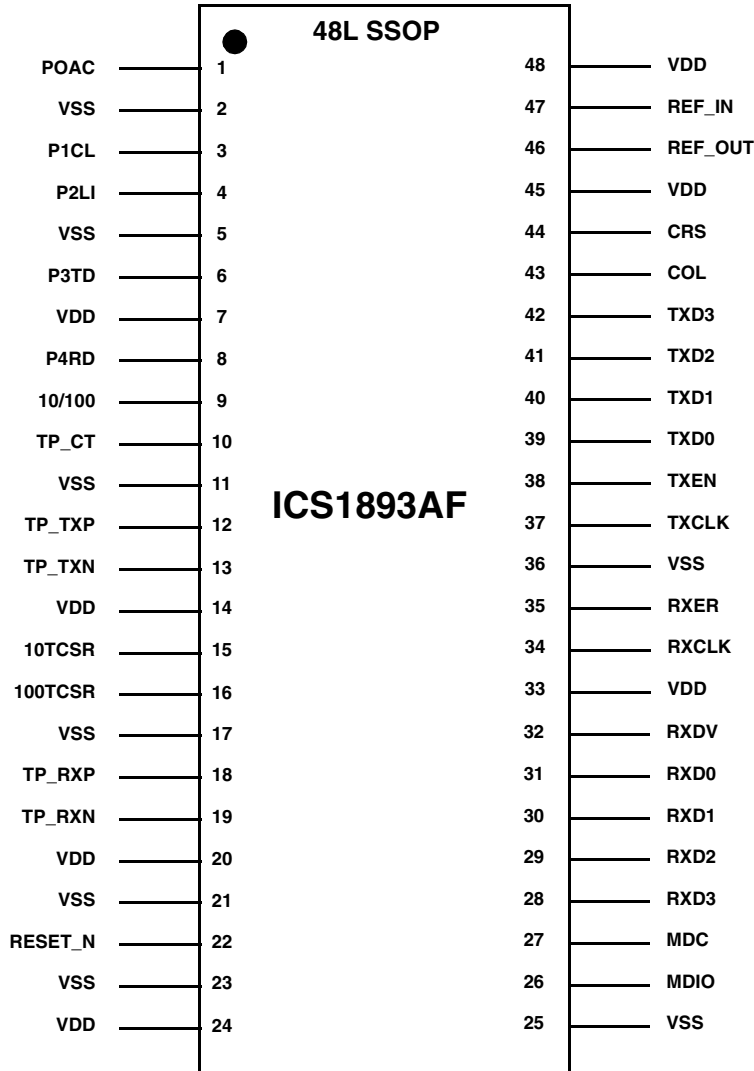 48L SSOP
POAC 1 48 VDD
VSS 2 47 REF_IN
P1CL 3 46 REF_OUT
P2LI 4 45 VDD
VSS 5 44 CRS
P3TD 6 43 COL
VDD 7 42 TXD3
P4RD 8 41 TXD2
10/100 9 40 TXD1
TP_CT 10 39 TXD0
VSS 11 38 TXEN
ICS1893AF
TP_TXP 12 37 TXCLK
TP_TXN 13 36 VSS
VDD 14 35 RXER
10TCSR 15 34 RXCLK
100TCSR 16 33 VDD
VSS 17 32 RXDV
TP_RXP 18 31 RXD0
TP_RXN 19 30 RXD1
VDD 20 29 RXD2
VSS 21 28 RXD3
RESET_N 22 27 MDC
VSS 23 26 MDIO
VDD 24 25 VSS